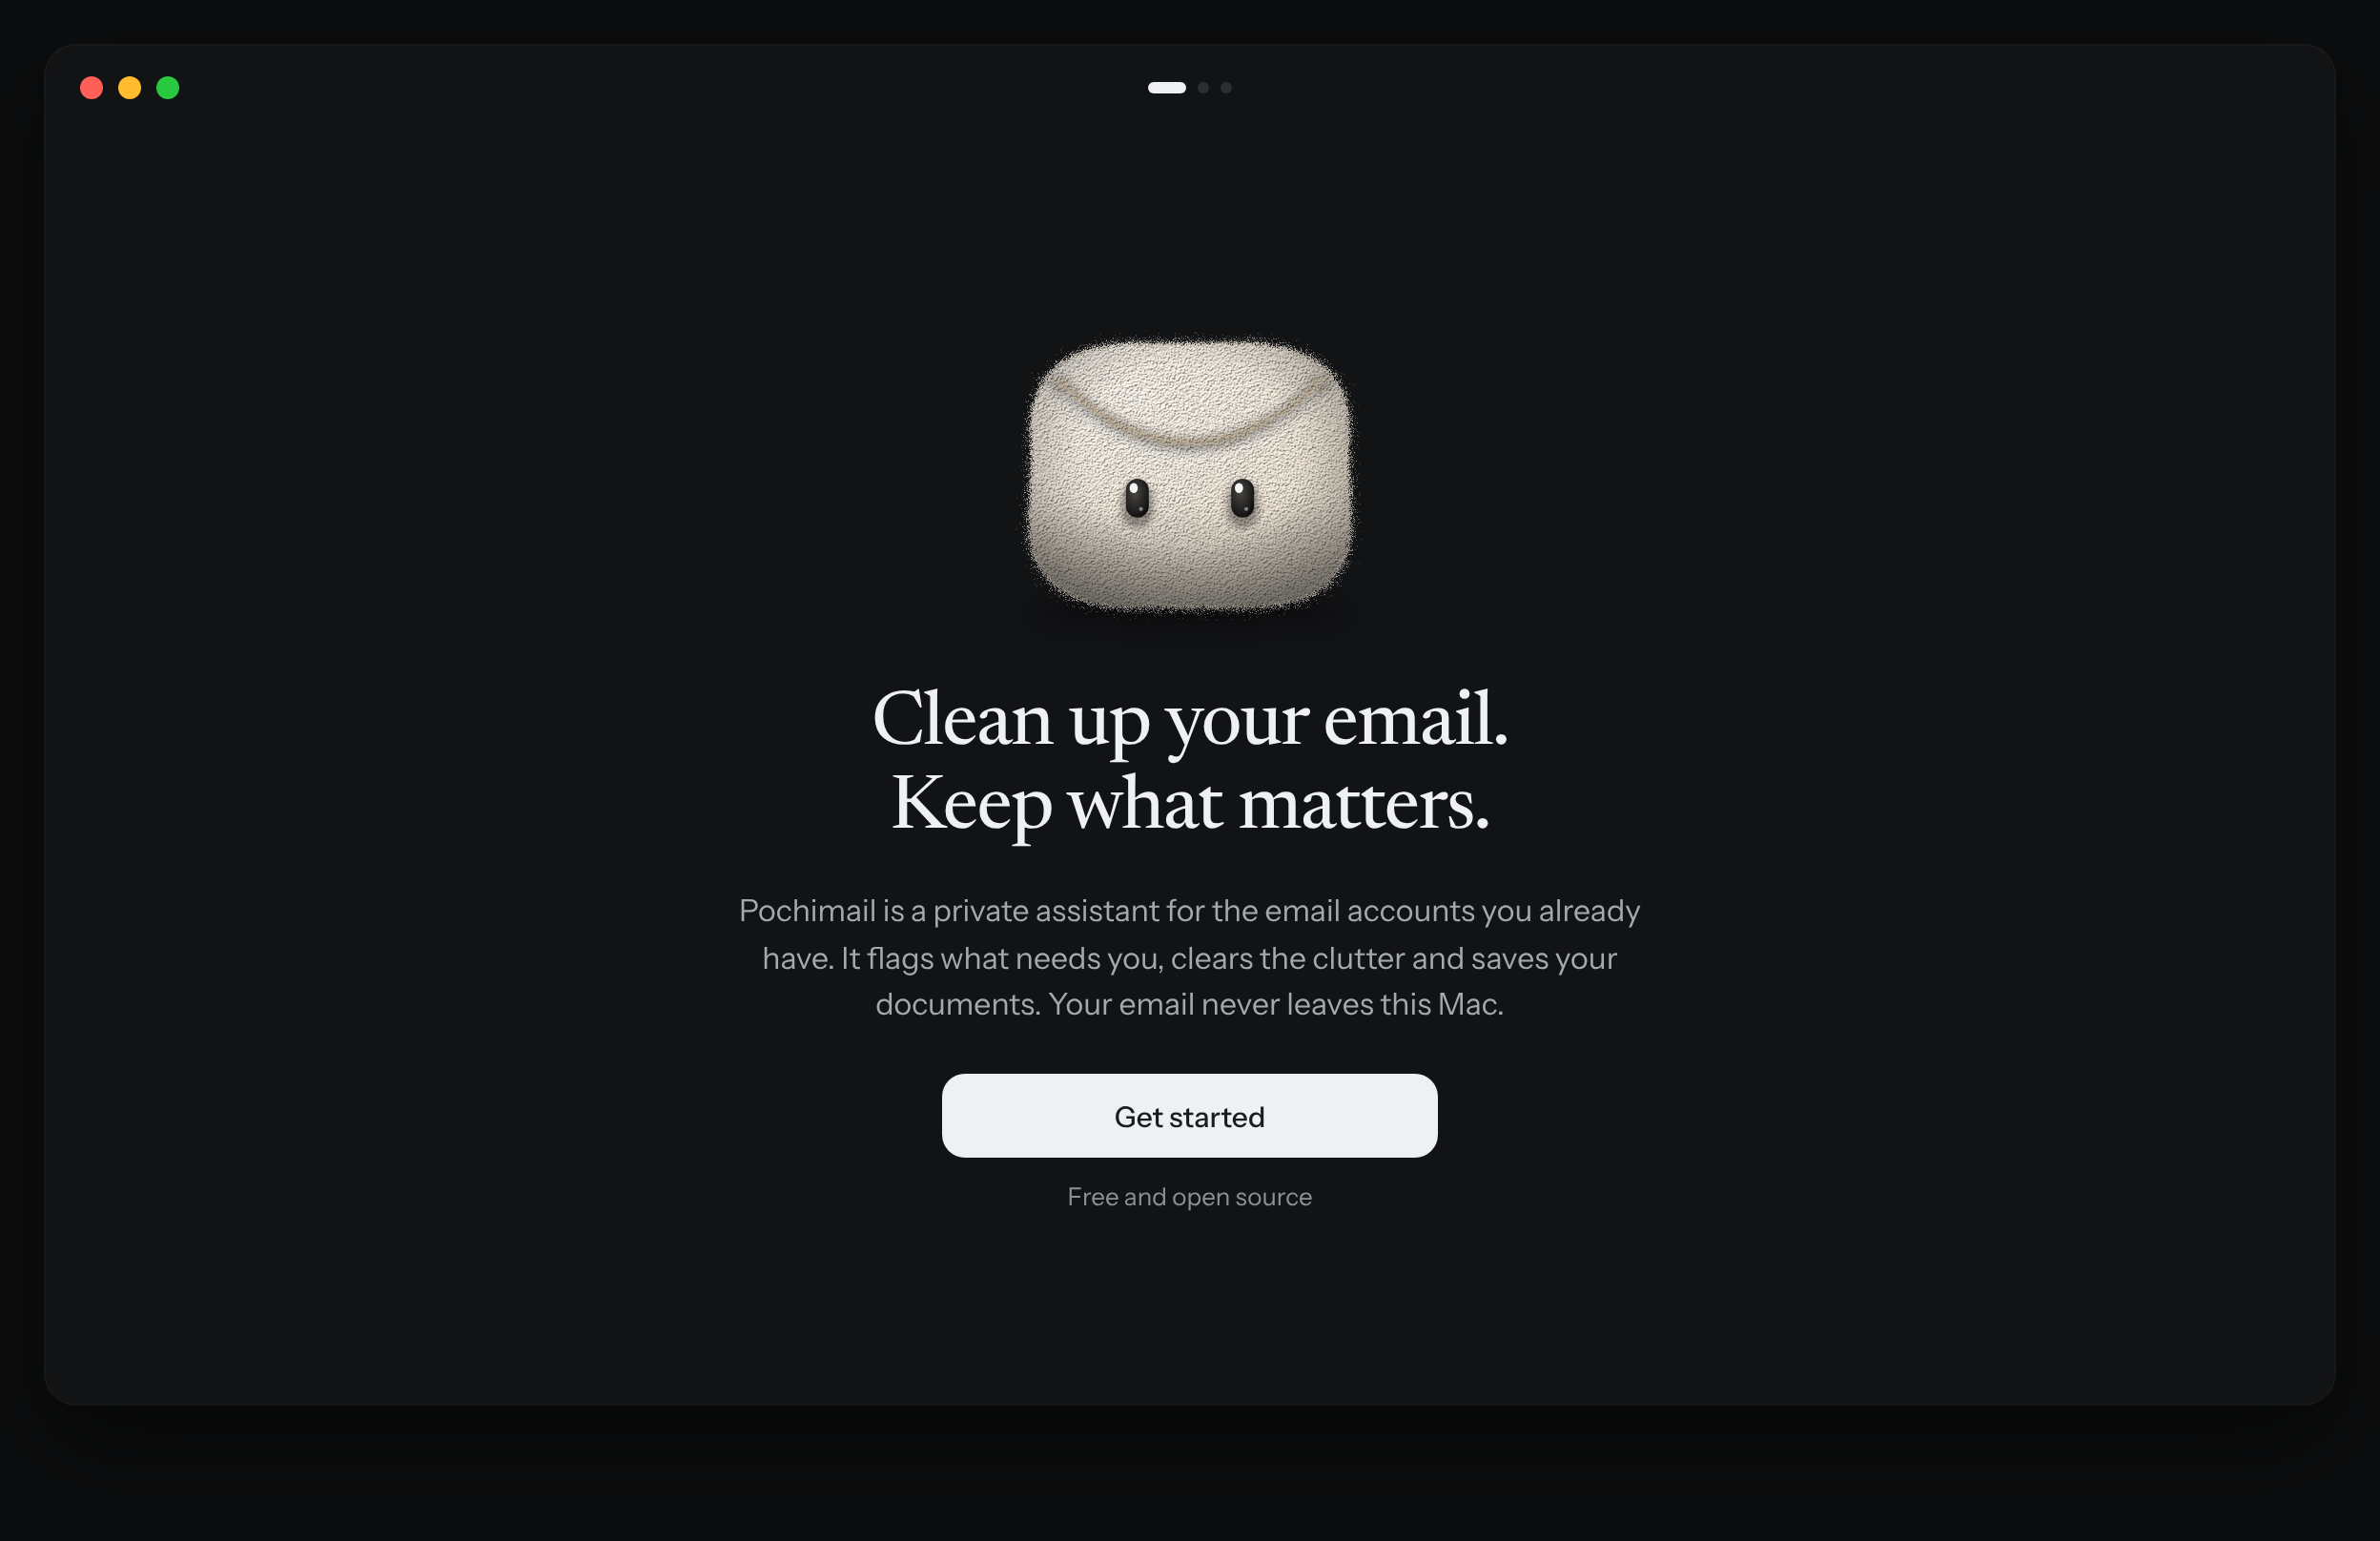 Clean up your email.
Keep what matters.
Pochimail is a private assistant for the email accounts you already
have. It flags what needs you, clears the clutter and saves your
documents. Your email never leaves this Mac.
Get started
Free and open source